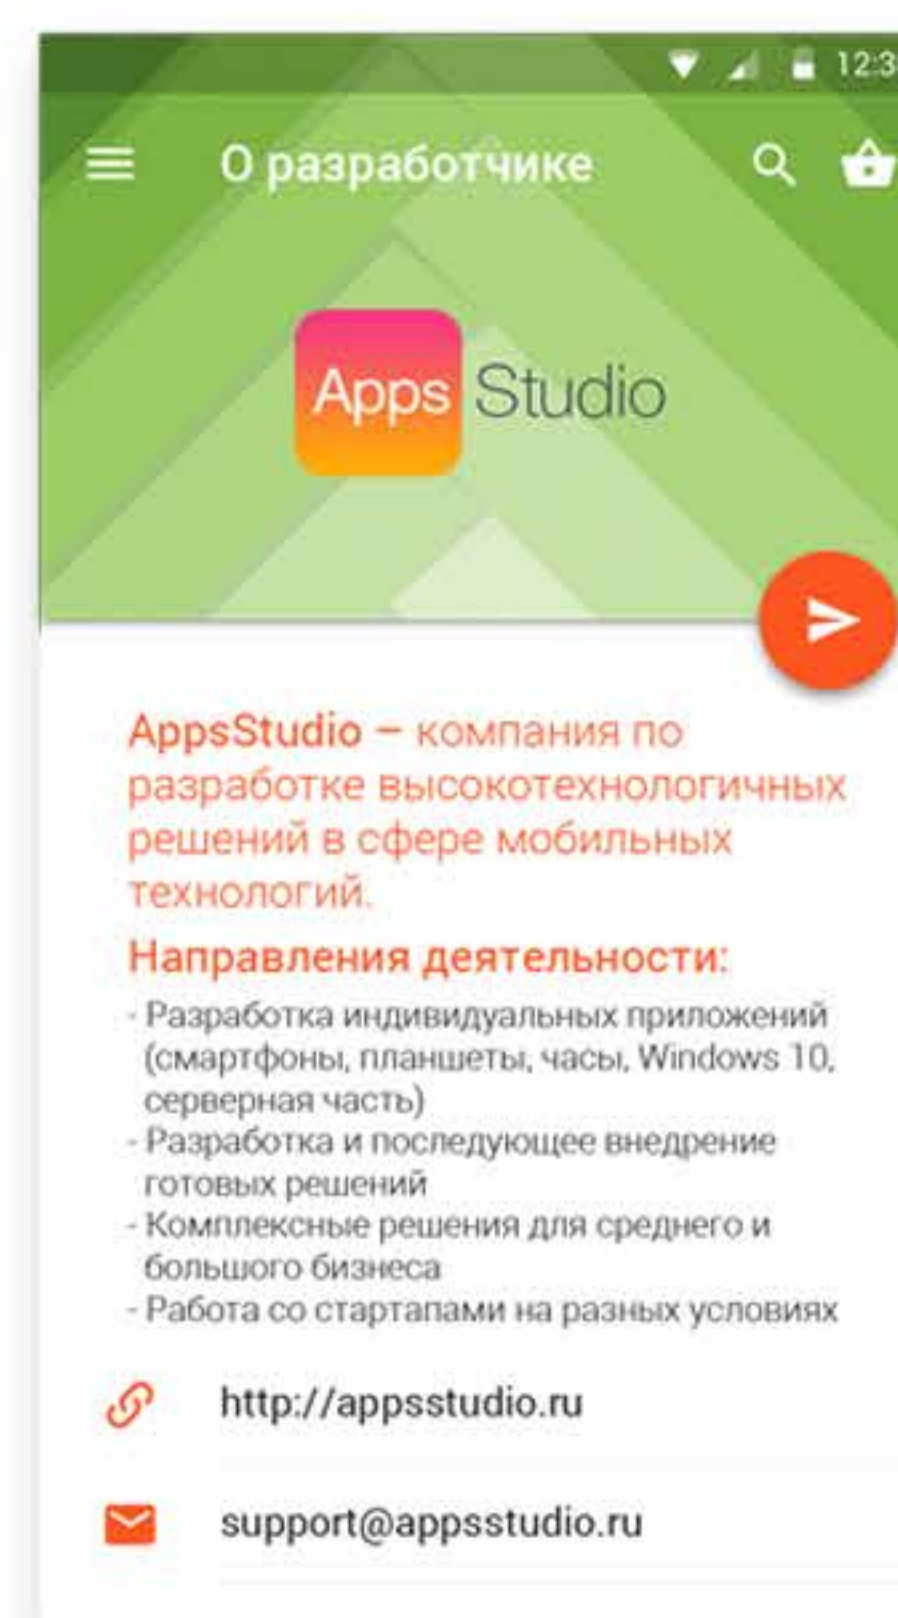 12:3
О разработчике
Apps Studio
AppsStudio – компания по
разработке высокотехнологичных
решений в сфере мобильных
технологий.
Направления деятельности:
- Разработка индивидуальных приложений
(смартфоны, планшеты, часы, Windows 10,
серверная часть)
- Разработка и последующее внедрение
готовых решений
- Комплексные решения для среднего и
большого бизнеса
- Работа со стартапами на разных условиях
http://appsstudio.ru
support@appsstudio.ru